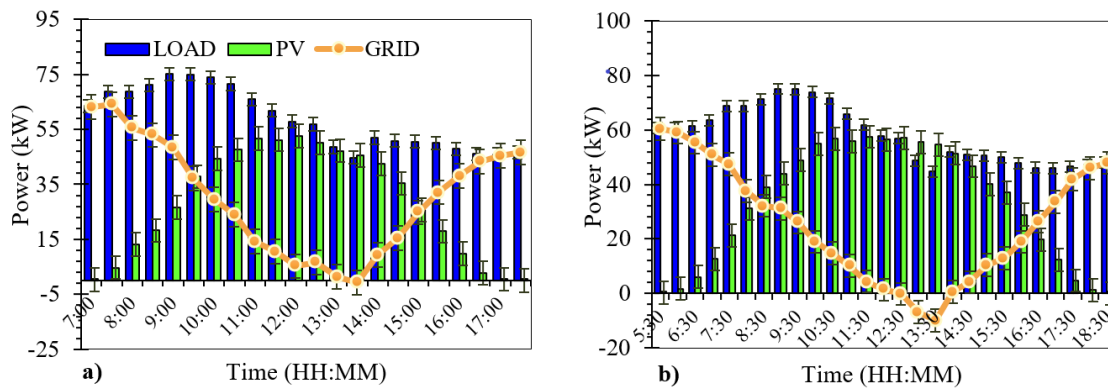 95
75
55
35
15
-5
-25
Power (kW)
LOAD PV GRID
7:00 8:00 9:00 10:00 11:00 12:00 13:00 14:00 15:00 16:00 17:00
a) Time (HH:MM)
100
80
60
40
20
0
-20
Power (kW)
5:30 6:30 7:30 8:30 9:30 10:30 11:30 12:30 13:30 14:30 15:30 16:30 17:30 18:30
b) Time (HH:MM)